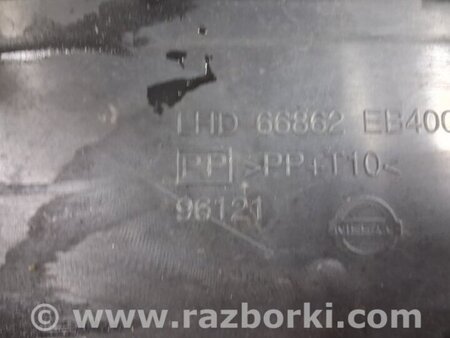 LHD 66862 EB400
PP >PP+T10<
96121
NISSAN
© www.razborki.com